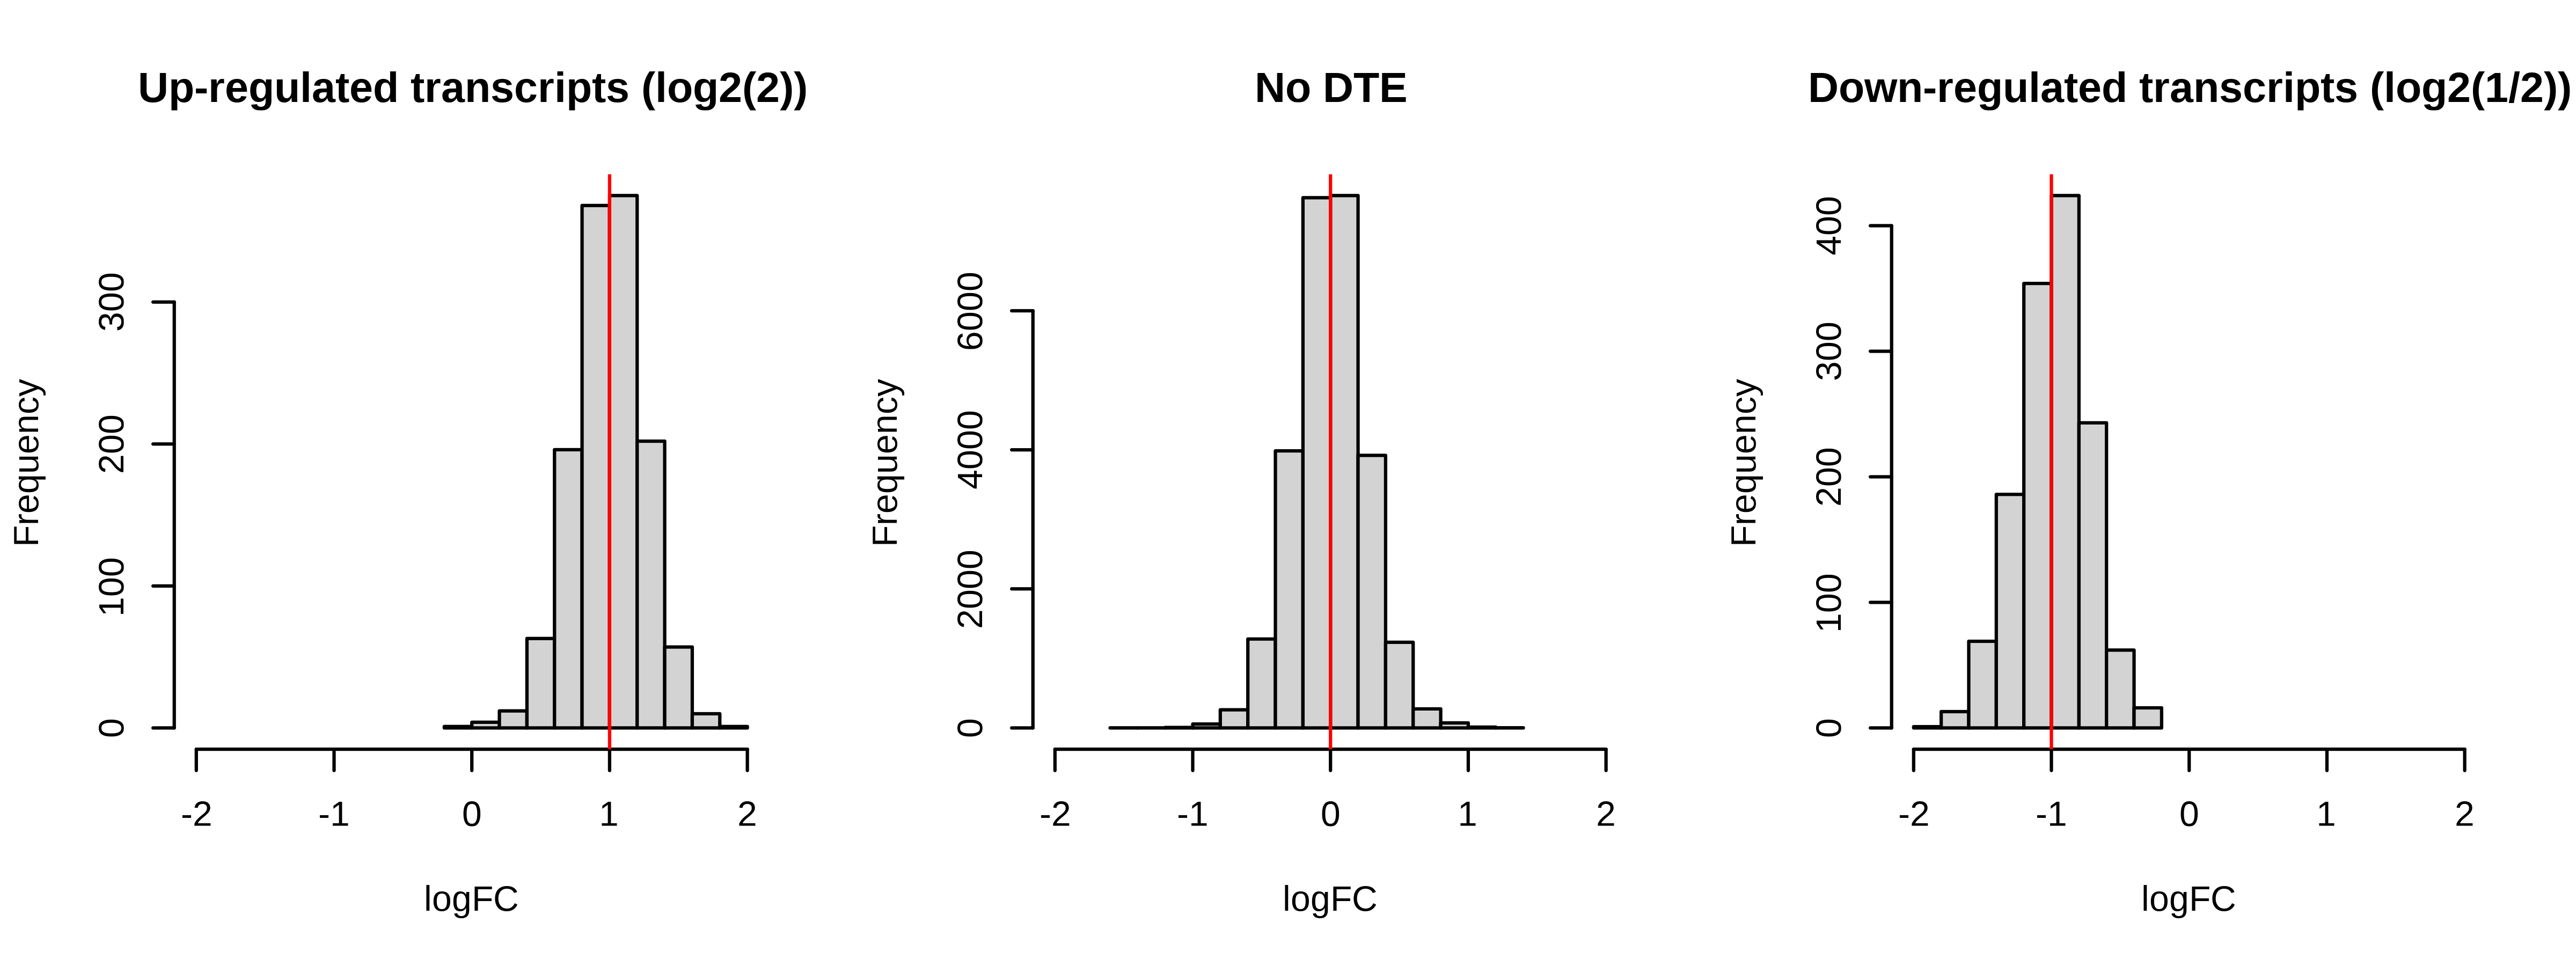 Up-regulated transcripts (log2(2))
Frequency
0
100
200
300
-2 -1 0 1 2
logFC
No DTE
Frequency
0
2000
4000
6000
-2 -1 0 1 2
logFC
Down-regulated transcripts (log2(1/2))
Frequency
0
100
200
300
400
-2 -1 0 1 2
logFC